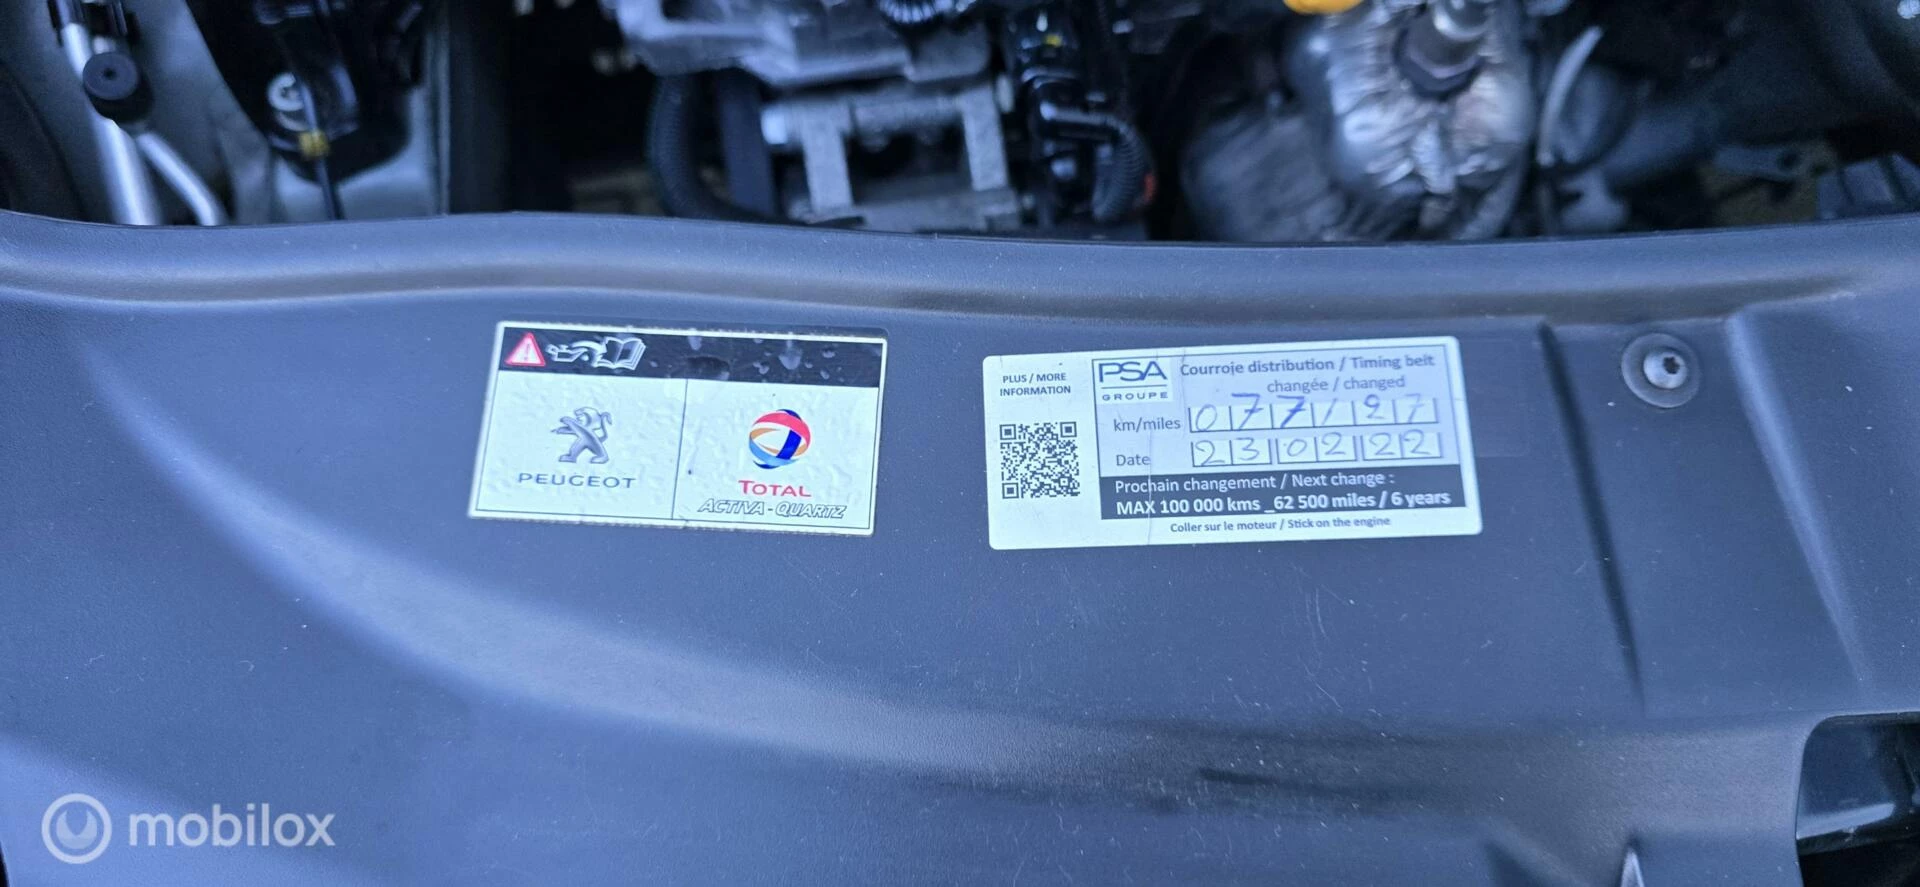 PEUGEOT
TOTAL
ACTIVA - QUARTZ
PLUS / MORE
INFORMATION
PSA
GROUPE
Courroie distribution / Timing belt
changée / changed
km/miles 077127
Date 230222
Prochain changement / Next change :
MAX 100 000 kms _62 500 miles / 6 years
Coller sur le moteur / Stick on the engine
mobilox